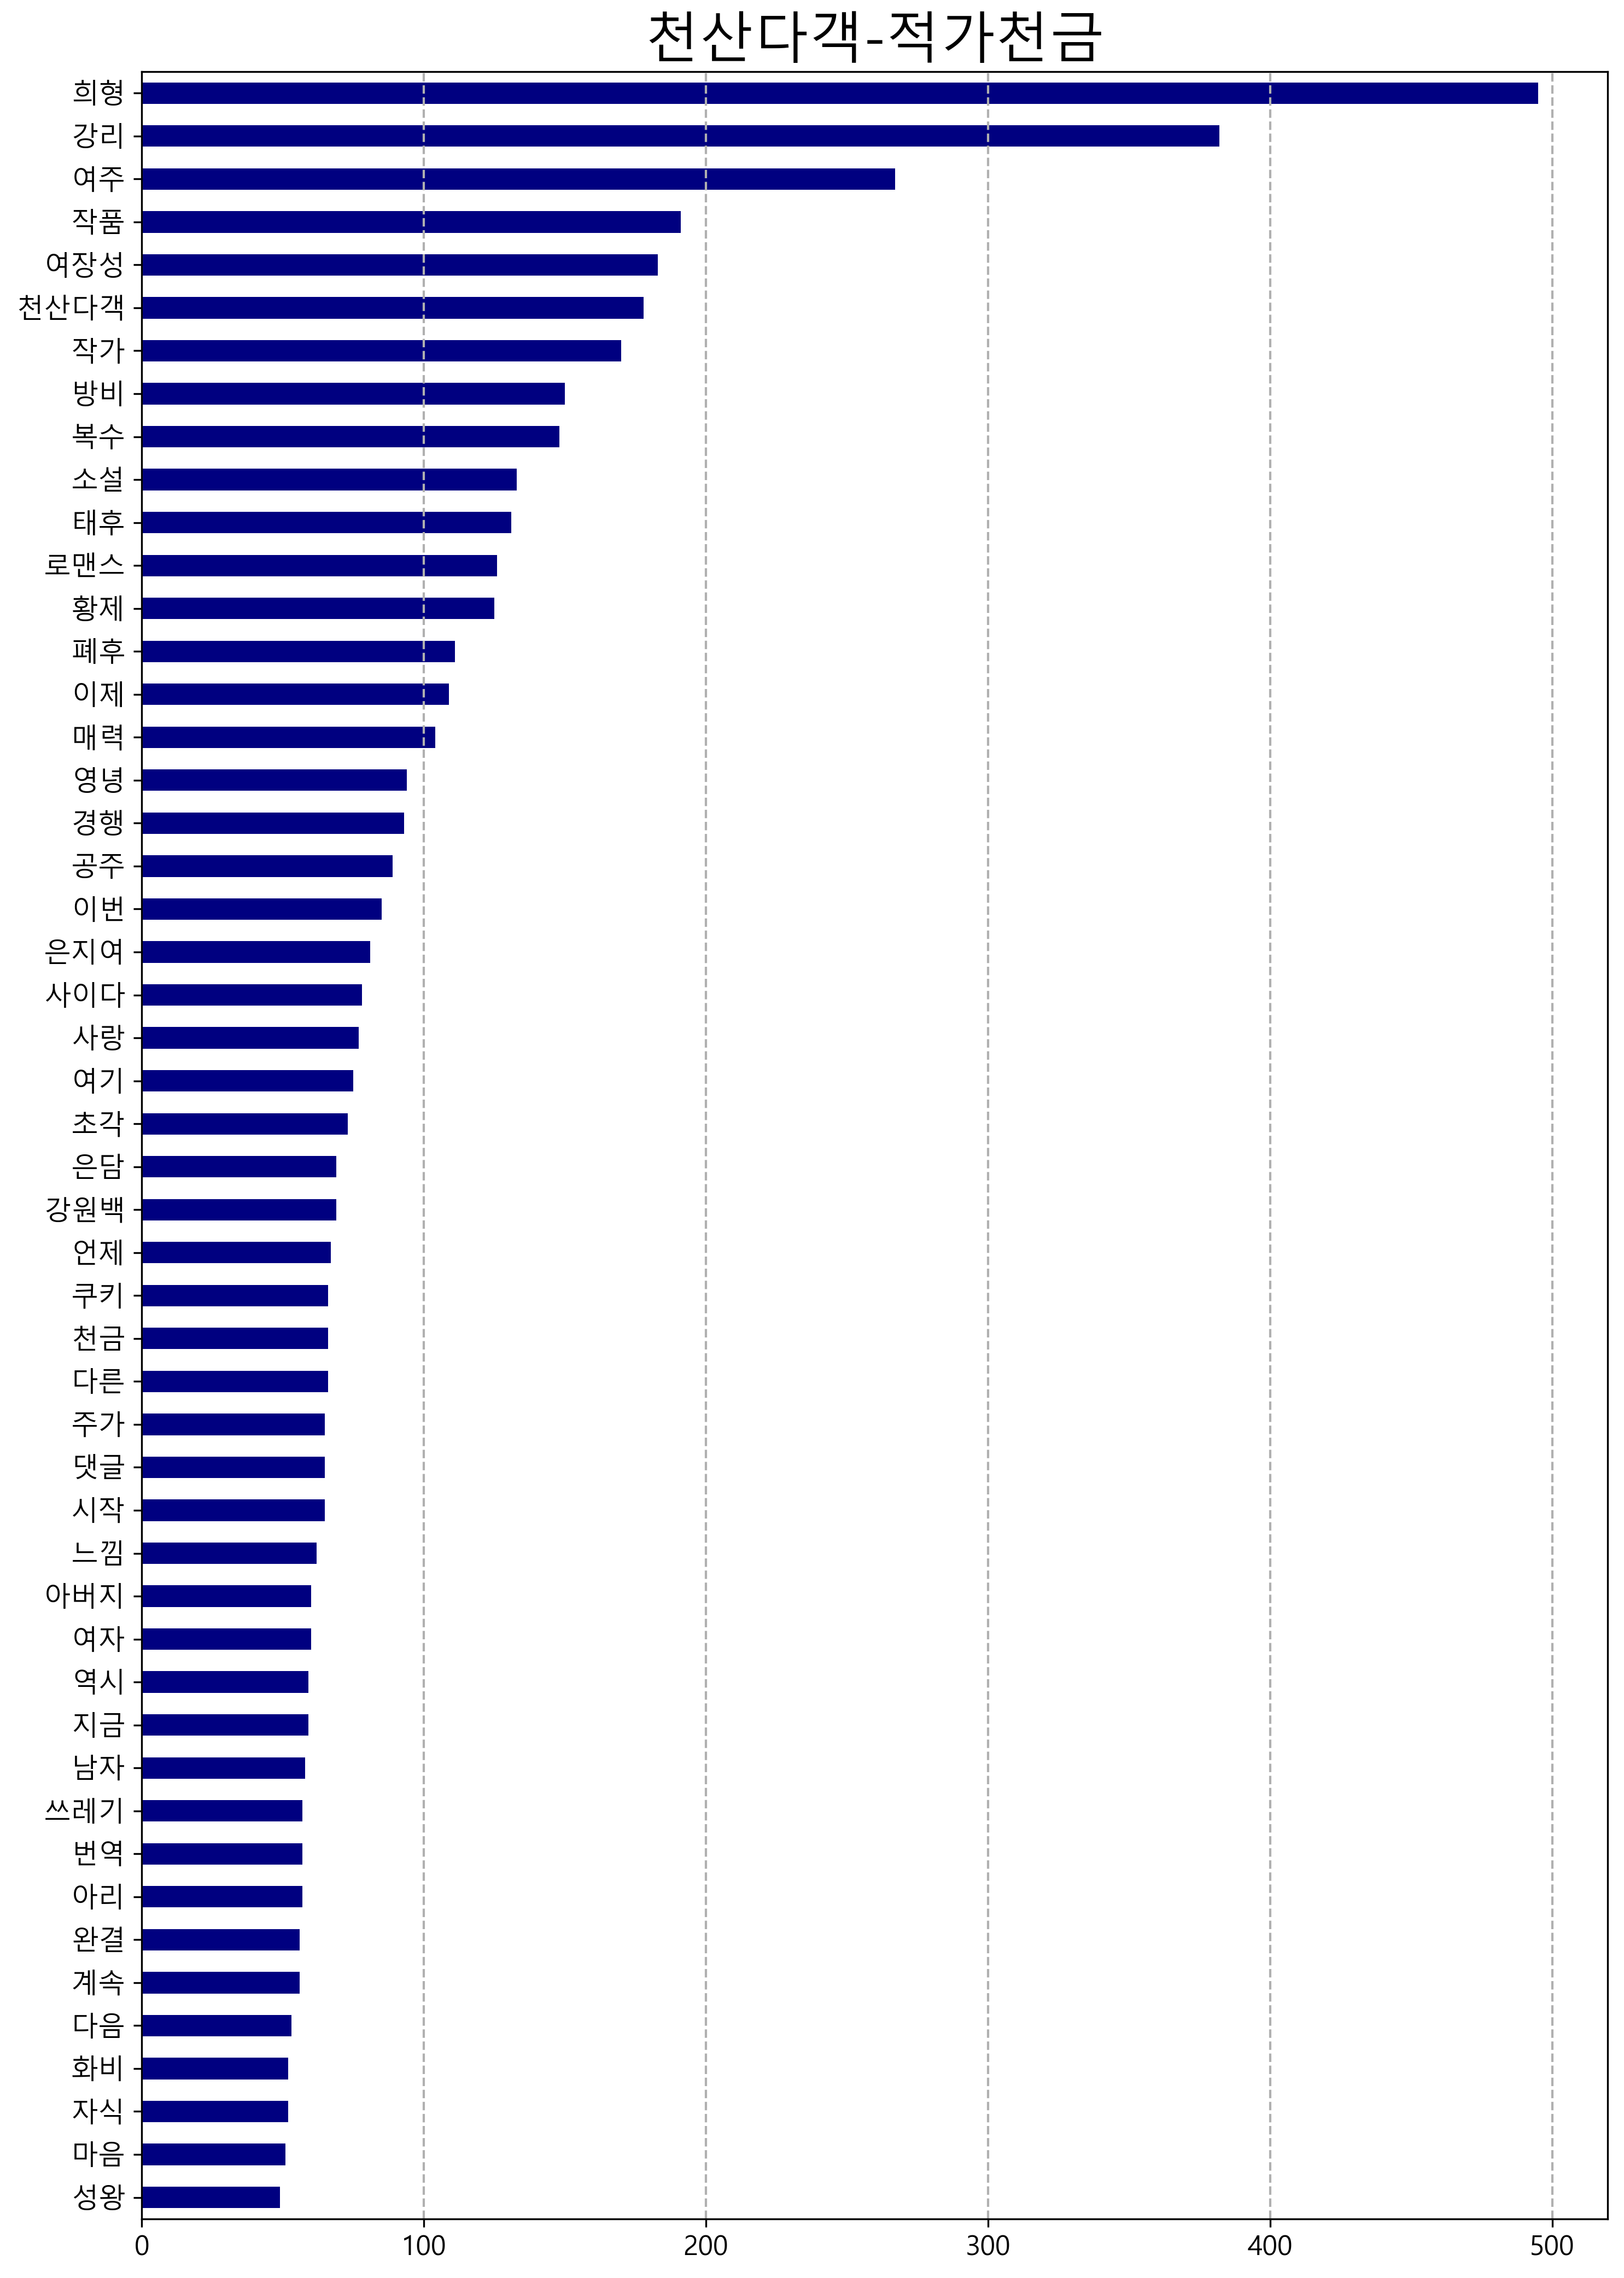 천산다객-적가천금
희형
강리
여주
작품
여장성
천산다객
작가
방비
복수
소설
태후
로맨스
황제
폐후
이제
매력
영녕
경행
공주
이번
은지여
사이다
사랑
여기
초각
은담
강원백
언제
쿠키
천금
다른
주가
댓글
시작
느낌
아버지
여자
역시
지금
남자
쓰레기
번역
아리
완결
계속
다음
화비
자식
마음
성왕
0 100 200 300 400 500